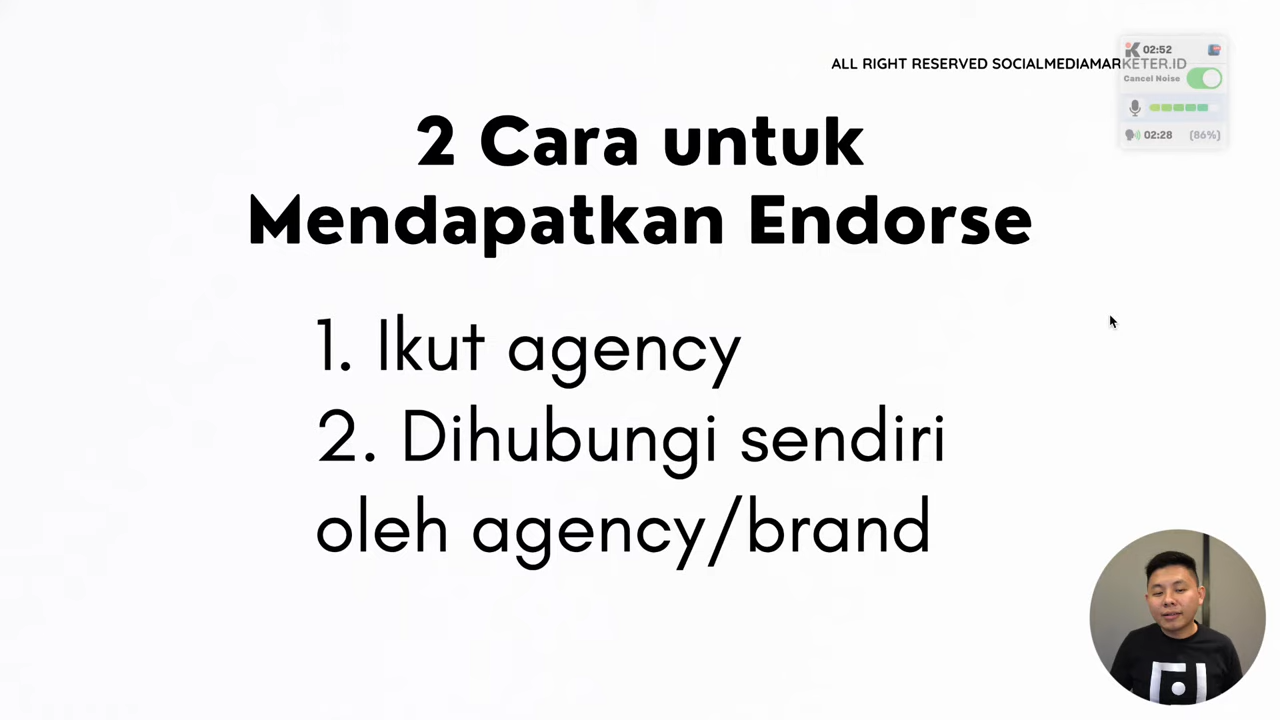 ALL RIGHT RESERVED SOCIALMEDIAMARKETER.ID
02:52
Cancel Noise
02:28 (86%)
2 Cara untuk
Mendapatkan Endorse
1. Ikut agency
2. Dihubungi sendiri
oleh agency/brand